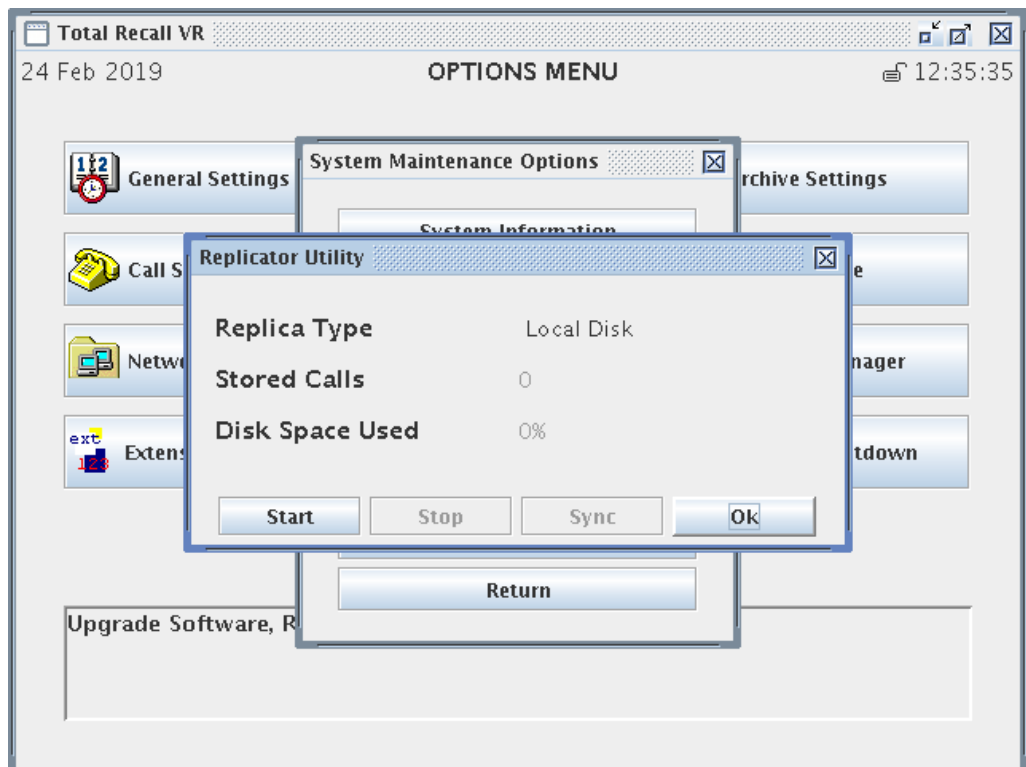 Total Recall VR
24 Feb 2019 OPTIONS MENU 12:35:35
General Settings
System Maintenance Options
rchive Settings
System Information
Call S
Replicator Utility
e
Replica Type Local Disk
Netw
nager
Stored Calls 0
Disk Space Used 0%
ext
123
Extens
tdown
Start Stop Sync Ok
Return
Upgrade Software, R